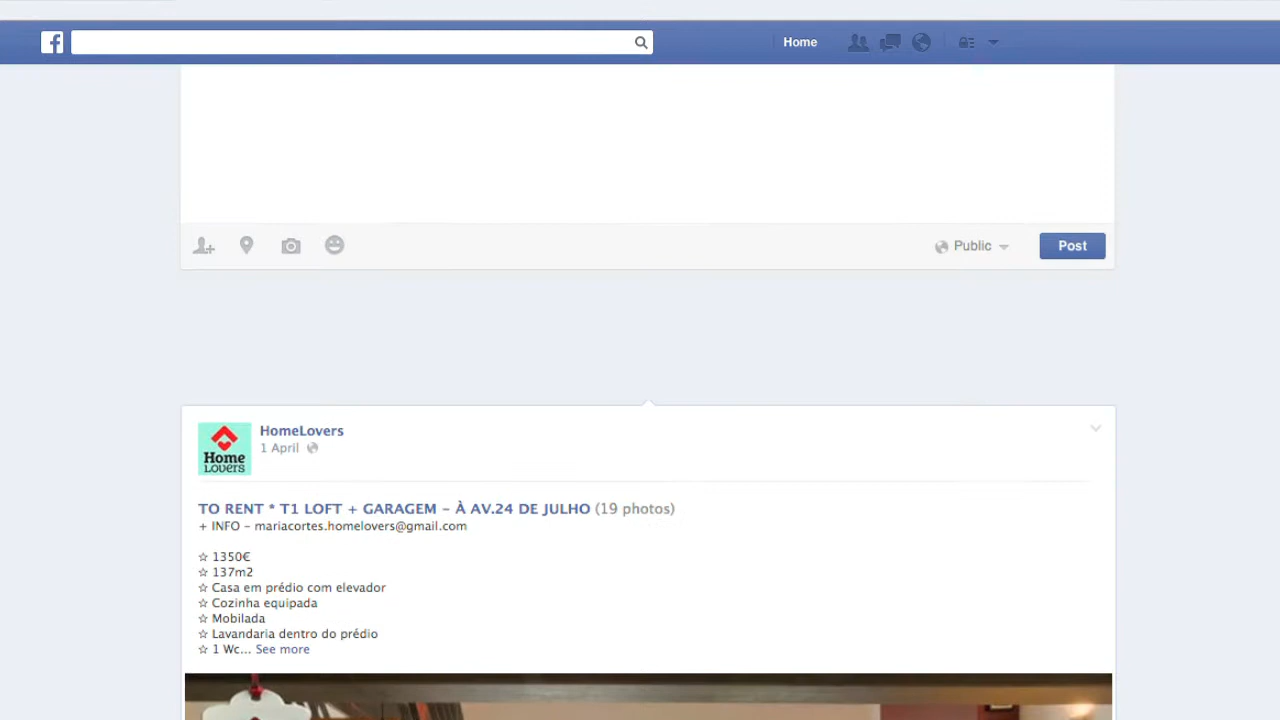 Home
Public
Post
HomeLovers
1 April
Home
LOVERS
TO RENT * T1 LOFT + GARAGEM – À AV.24 DE JULHO (19 photos)
+ INFO – mariacortes.homelovers@gmail.com
☆ 1350€
☆ 137m2
☆ Casa em prédio com elevador
☆ Cozinha equipada
☆ Mobilada
☆ Lavandaria dentro do prédio
☆ 1 Wc... See more